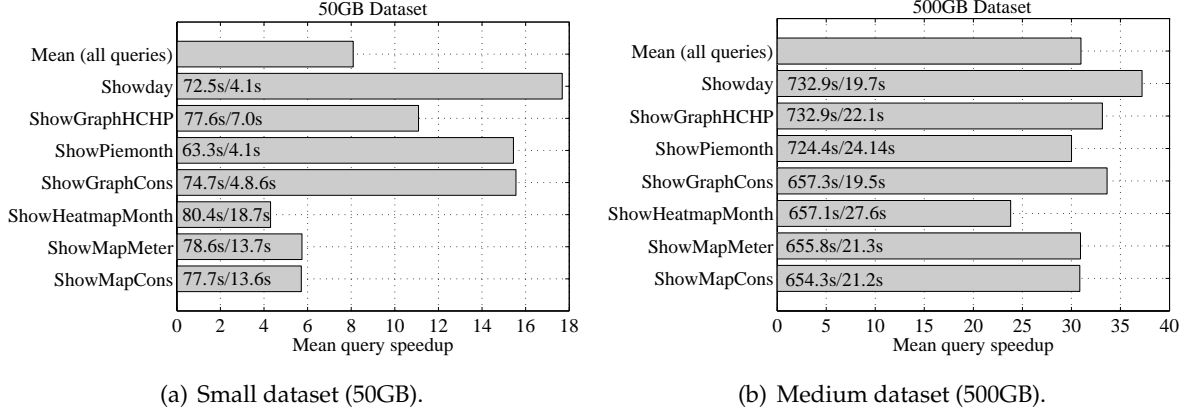 50GB Dataset
Mean (all queries)
Showday
72.5s/4.1s
ShowGraphHCHP
77.6s/7.0s
ShowPiemonth
63.3s/4.1s
ShowGraphCons
74.7s/4.8.6s
ShowHeatmapMonth
80.4s/18.7s
ShowMapMeter
78.6s/13.7s
ShowMapCons
77.7s/13.6s
0 2 4 6 8 10 12 14 16 18
Mean query speedup
(a) Small dataset (50GB).
500GB Dataset
Mean (all queries)
Showday
732.9s/19.7s
ShowGraphHCHP
732.9s/22.1s
ShowPiemonth
724.4s/24.14s
ShowGraphCons
657.3s/19.5s
ShowHeatmapMonth
657.1s/27.6s
ShowMapMeter
655.8s/21.3s
ShowMapCons
654.3s/21.2s
0 5 10 15 20 25 30 35 40
Mean query speedup
(b) Medium dataset (500GB).